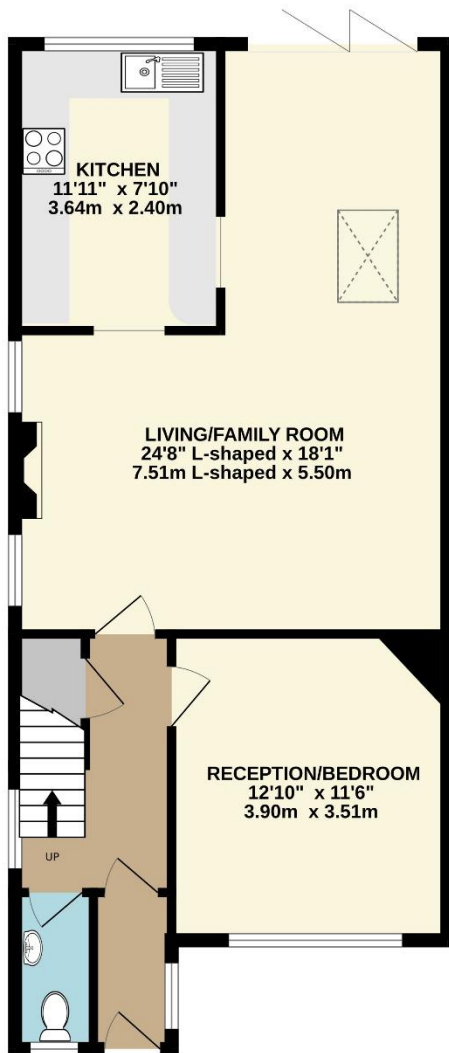 KITCHEN
11'11" x 7'10"
3.64m x 2.40m
LIVING/FAMILY ROOM
24'8" L-shaped x 18'1"
7.51m L-shaped x 5.50m
RECEPTION/BEDROOM
12'10" x 11'6"
3.90m x 3.51m
UP